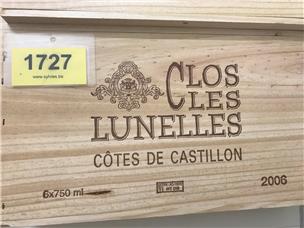 1727
www.sylvies.be
CLOS
LES
LUNELLES
CÔTES DE CASTILLON
6x750 ml
2006